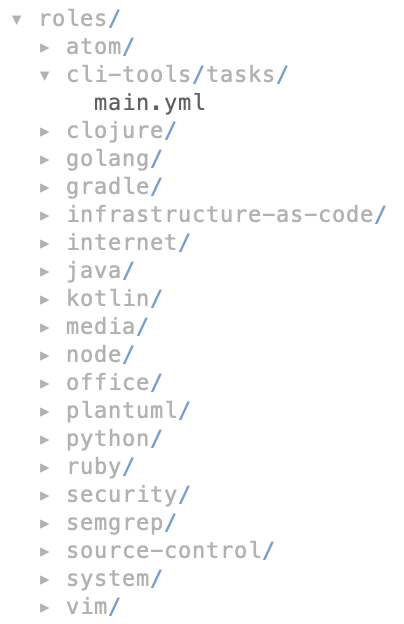 roles/
atom/
cli-tools/tasks/
main.yml
clojure/
golang/
gradle/
infrastructure-as-code/
internet/
java/
kotlin/
media/
node/
office/
plantuml/
python/
ruby/
security/
semgrep/
source-control/
system/
vim/